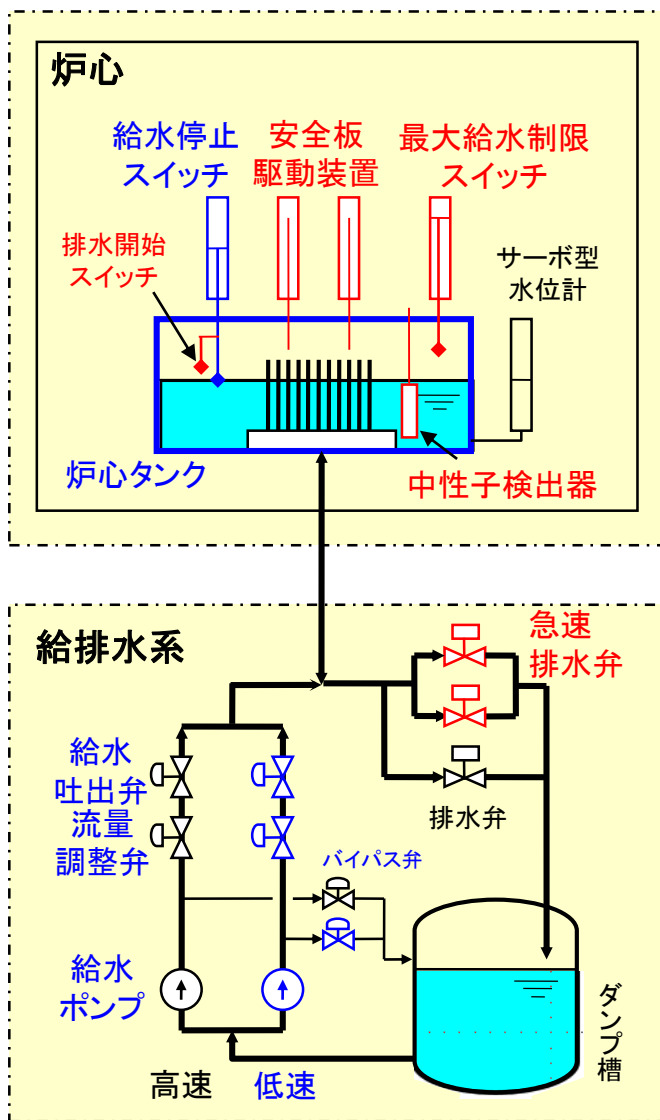 炉心
給水停止
スイッチ
安全板
駆動装置
最大給水制限
スイッチ
排水開始
スイッチ
サーボ型
水位計
炉心タンク
中性子検出器
給排水系
急速
排水弁
給水
吐出弁
流量
調整弁
排水弁
バイパス弁
給水
ポンプ
ダンプ槽
高速
低速